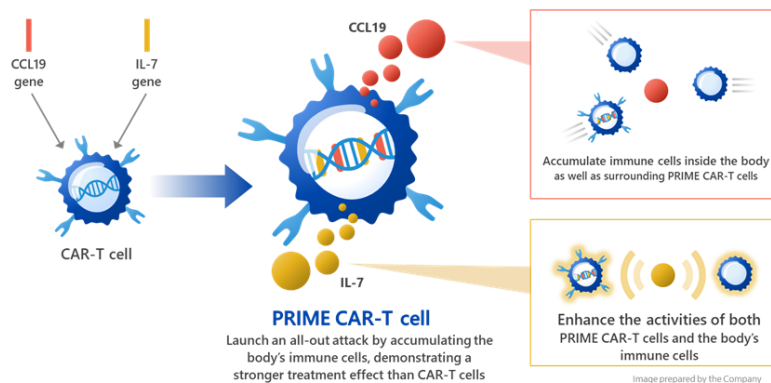 CCL19
gene
IL-7
gene
CAR-T cell
CCL19
IL-7
PRIME CAR-T cell
Launch an all-out attack by accumulating the
body's immune cells, demonstrating a
stronger treatment effect than CAR-T cells
Accumulate immune cells inside the body
as well as surrounding PRIME CAR-T cells
Enhance the activities of both
PRIME CAR-T cells and the body's
immune cells
Image prepared by the Company